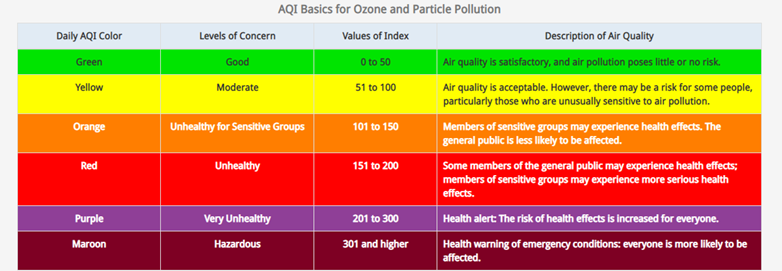 AQI Basics for Ozone and Particle Pollution
Daily AQI Color Levels of Concern Values of Index Description of Air Quality
Green Good 0 to 50 Air quality is satisfactory, and air pollution poses little or no risk.
Yellow Moderate 51 to 100 Air quality is acceptable. However, there may be a risk for some people,
particularly those who are unusually sensitive to air pollution.
Orange Unhealthy for Sensitive Groups 101 to 150 Members of sensitive groups may experience health effects. The
general public is less likely to be affected.
Red Unhealthy 151 to 200 Some members of the general public may experience health effects;
members of sensitive groups may experience more serious health
effects.
Purple Very Unhealthy 201 to 300 Health alert: The risk of health effects is increased for everyone.
Maroon Hazardous 301 and higher Health warning of emergency conditions: everyone is more likely to be
affected.